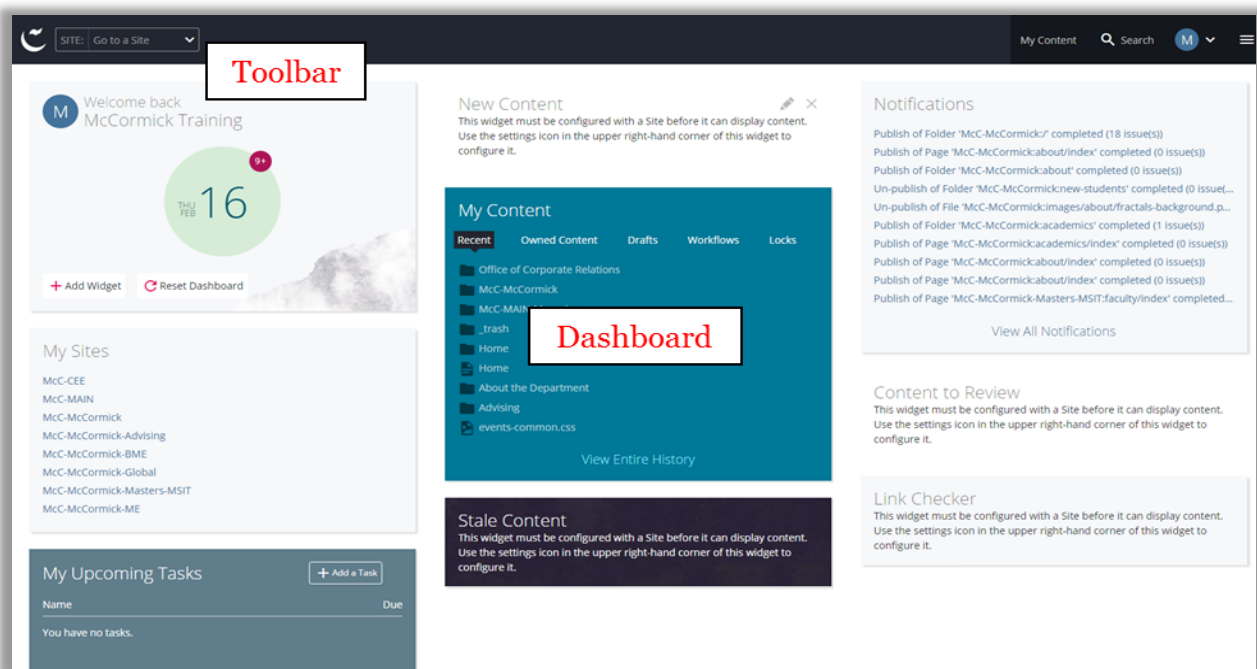 SITE: Go to a Site
My Content
Search
M
Toolbar
M
Welcome back
McCormick Training
9+
THU
FEB
16
Add Widget
Reset Dashboard
My Sites
McC-CEE
McC-MAIN
McC-McCormick
McC-McCormick-Advising
McC-McCormick-BME
McC-McCormick-Global
McC-McCormick-Masters-MSIT
McC-McCormick-ME
My Upcoming Tasks
Add a Task
Name Due
You have no tasks.
New Content
This widget must be configured with a Site before it can display content.
Use the settings icon in the upper right-hand corner of this widget to
configure it.
My Content
Recent Owned Content Drafts Workflows Locks
Office of Corporate Relations
McC-McCormick
McC-MAIN
_trash
Home
Home
About the Department
Advising
events-common.css
View Entire History
Dashboard
Stale Content
This widget must be configured with a Site before it can display content.
Use the settings icon in the upper right-hand corner of this widget to
configure it.
Notifications
Publish of Folder 'McC-McCormick:/' completed (18 issue(s))
Publish of Page 'McC-McCormick:about/index' completed (0 issue(s))
Publish of Folder 'McC-McCormick:about' completed (0 issue(s))
Un-publish of Folder 'McC-McCormick:new-students' completed (0 issue(...
Un-publish of File 'McC-McCormick:images/about/fractals-background.p...
Publish of Folder 'McC-McCormick:academics' completed (1 issue(s))
Publish of Page 'McC-McCormick:academics/index' completed (0 issue(s))
Publish of Page 'McC-McCormick:about/index' completed (0 issue(s))
Publish of Page 'McC-McCormick:about/index' completed (0 issue(s))
Publish of Page 'McC-McCormick-Masters-MSIT:faculty/index' completed...
View All Notifications
Content to Review
This widget must be configured with a Site before it can display content.
Use the settings icon in the upper right-hand corner of this widget to
configure it.
Link Checker
This widget must be configured with a Site before it can display content.
Use the settings icon in the upper right-hand corner of this widget to
configure it.